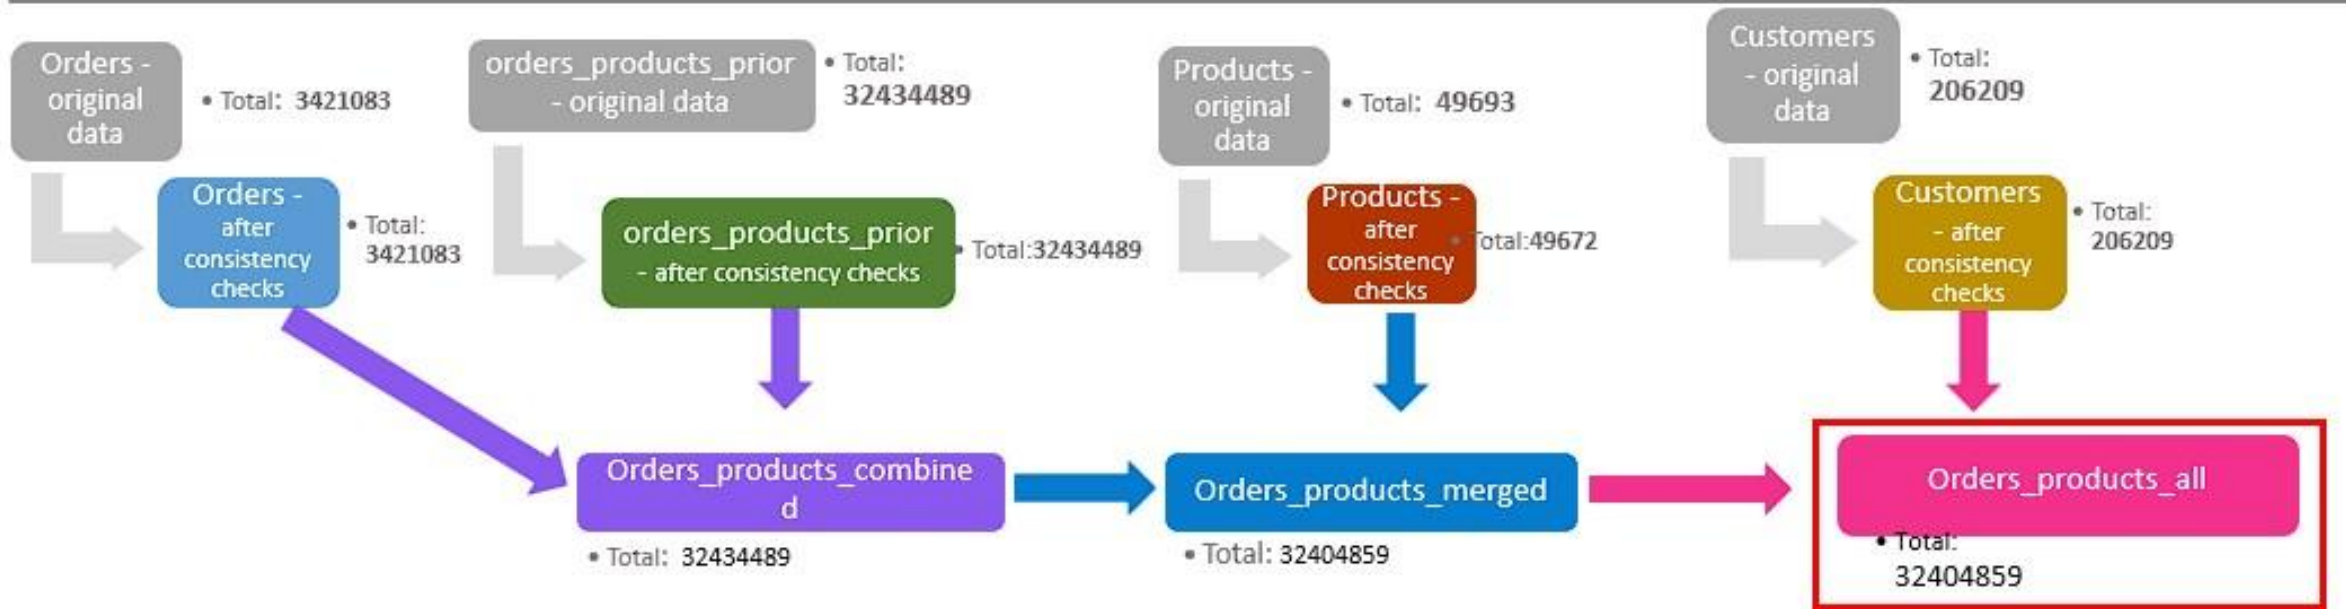 Orders -
original
data
• Total: 3421083
orders_products_prior
- original data
• Total:
32434489
Products -
original
data
• Total: 49693
Customers
- original
data
• Total:
206209
Orders -
after
consistency
checks
• Total:
3421083
orders_products_prior
- after consistency checks
• Total:32434489
Products -
after
consistency
checks
• Total:49672
Customers
- after
consistency
checks
• Total:
206209
Orders_products_combine
d
• Total: 32434489
Orders_products_merged
• Total: 32404859
Orders_products_all
• Total:
32404859